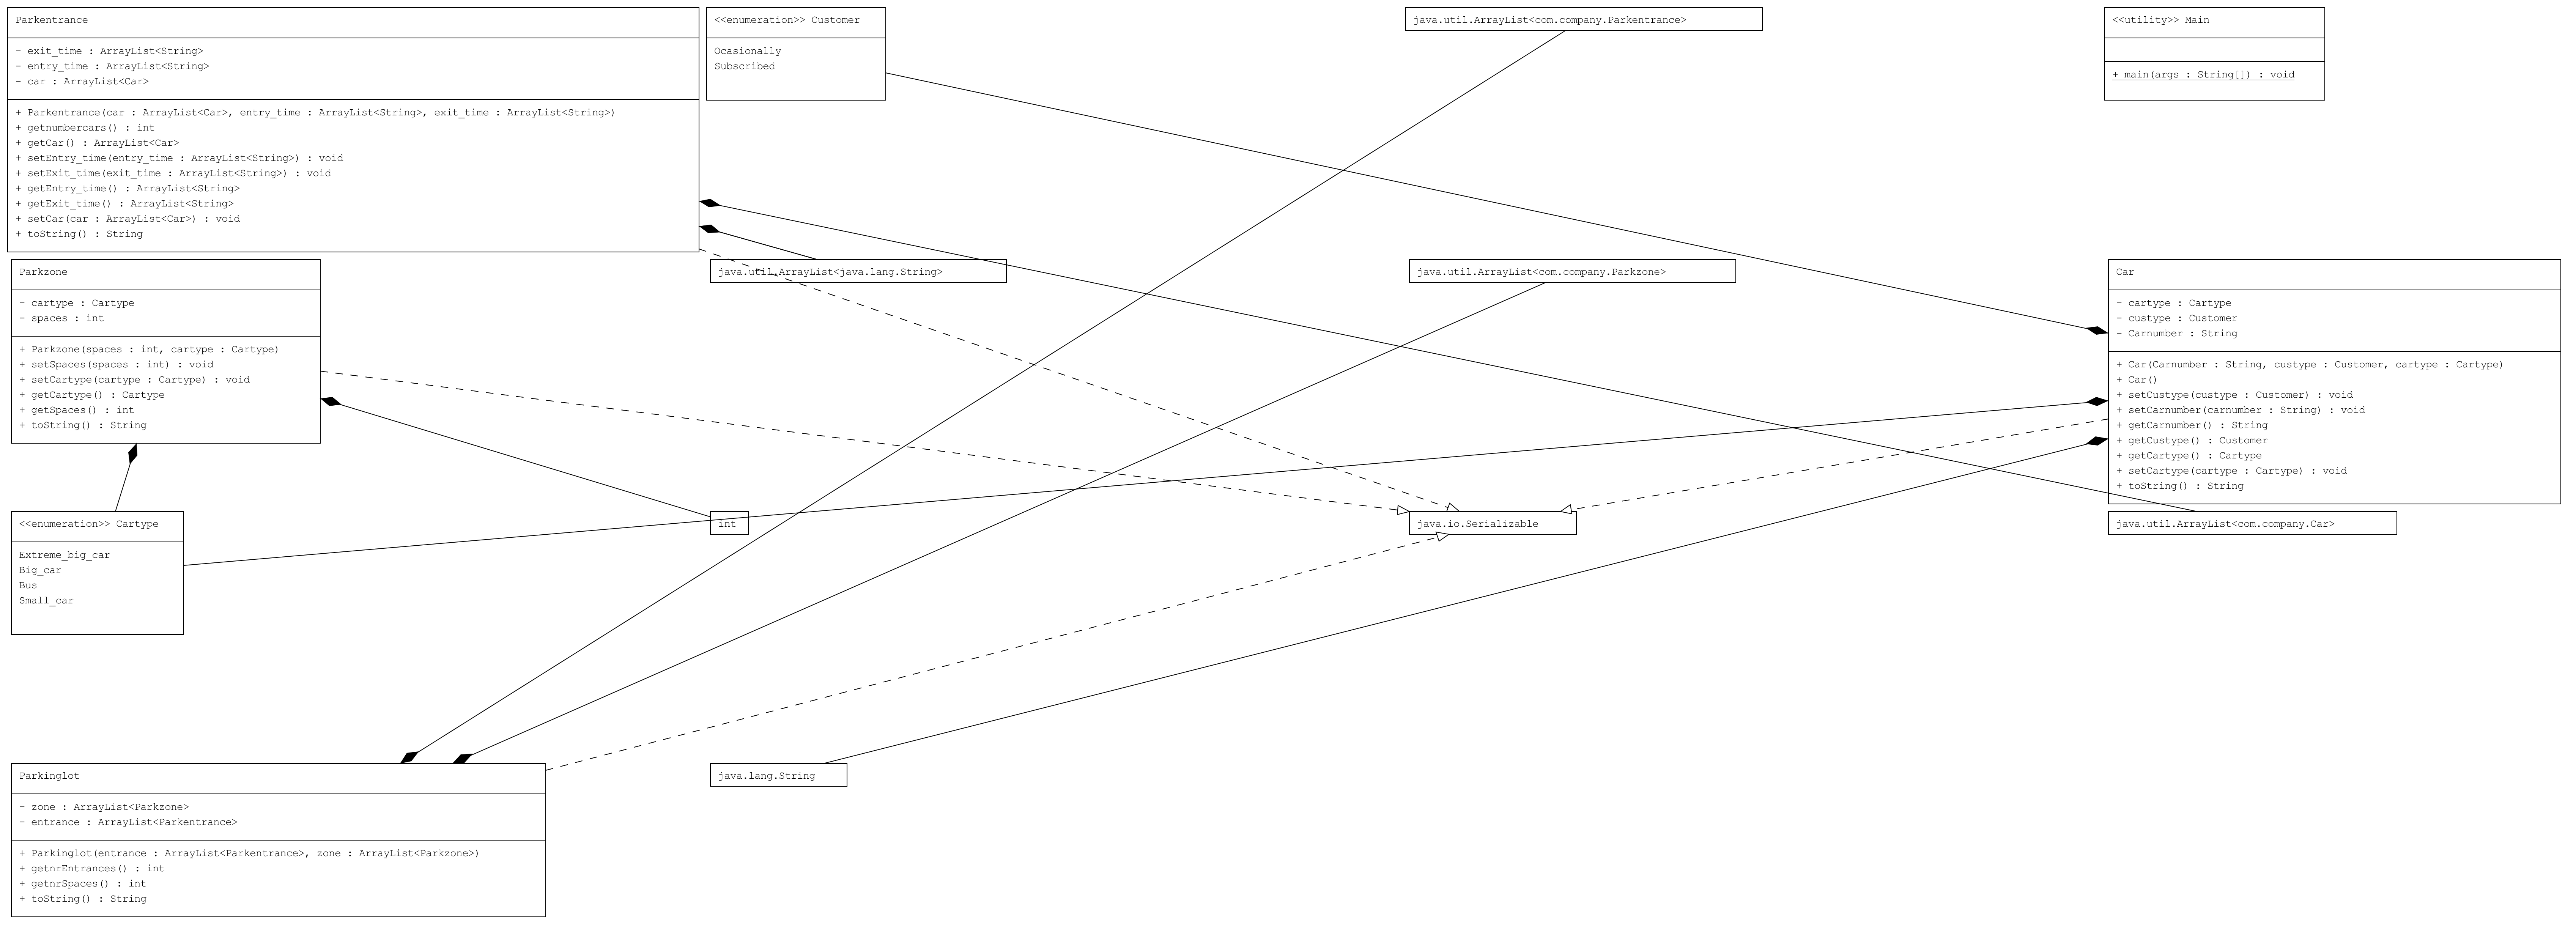 Parkentrance
- exit_time : ArrayList<String>
- entry_time : ArrayList<String>
- car : ArrayList<Car>
+ Parkentrance(car : ArrayList<Car>, entry_time : ArrayList<String>, exit_time : ArrayList<String>)
+ getnumbercars() : int
+ getCar() : ArrayList<Car>
+ setEntry_time(entry_time : ArrayList<String>) : void
+ setExit_time(exit_time : ArrayList<String>) : void
+ getEntry_time() : ArrayList<String>
+ getExit_time() : ArrayList<String>
+ setCar(car : ArrayList<Car>) : void
+ toString() : String
<<enumeration>> Customer
Ocasionally
Subscribed
java.util.ArrayList<com.company.Parkentrance>
<<utility>> Main
+ main(args : String[]) : void
Parkzone
- cartype : Cartype
- spaces : int
+ Parkzone(spaces : int, cartype : Cartype)
+ setSpaces(spaces : int) : void
+ setCartype(cartype : Cartype) : void
+ getCartype() : Cartype
+ getSpaces() : int
+ toString() : String
java.util.ArrayList<java.lang.String>
java.util.ArrayList<com.company.Parkzone>
Car
- cartype : Cartype
- custype : Customer
- Carnumber : String
+ Car(Carnumber : String, custype : Customer, cartype : Cartype)
+ Car()
+ setCustype(custype : Customer) : void
+ setCarnumber(carnumber : String) : void
+ getCarnumber() : String
+ getCustype() : Customer
+ getCartype() : Cartype
+ setCartype(cartype : Cartype) : void
+ toString() : String
<<enumeration>> Cartype
Extreme_big_car
Big_car
Bus
Small_car
int
java.io.Serializable
java.util.ArrayList<com.company.Car>
Parkinglot
- zone : ArrayList<Parkzone>
- entrance : ArrayList<Parkentrance>
+ Parkinglot(entrance : ArrayList<Parkentrance>, zone : ArrayList<Parkzone>)
+ getnrEntrances() : int
+ getnrSpaces() : int
+ toString() : String
java.lang.String